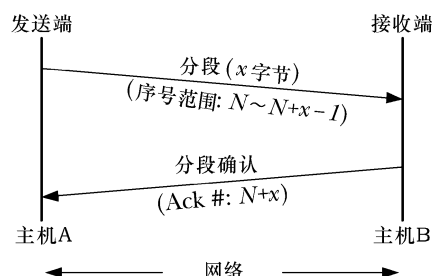 发送端 接收端
分段 (x字节)
(序号范围: N～N+x-1)
分段确认
(Ack #: N+x)
主机A 主机B
网络